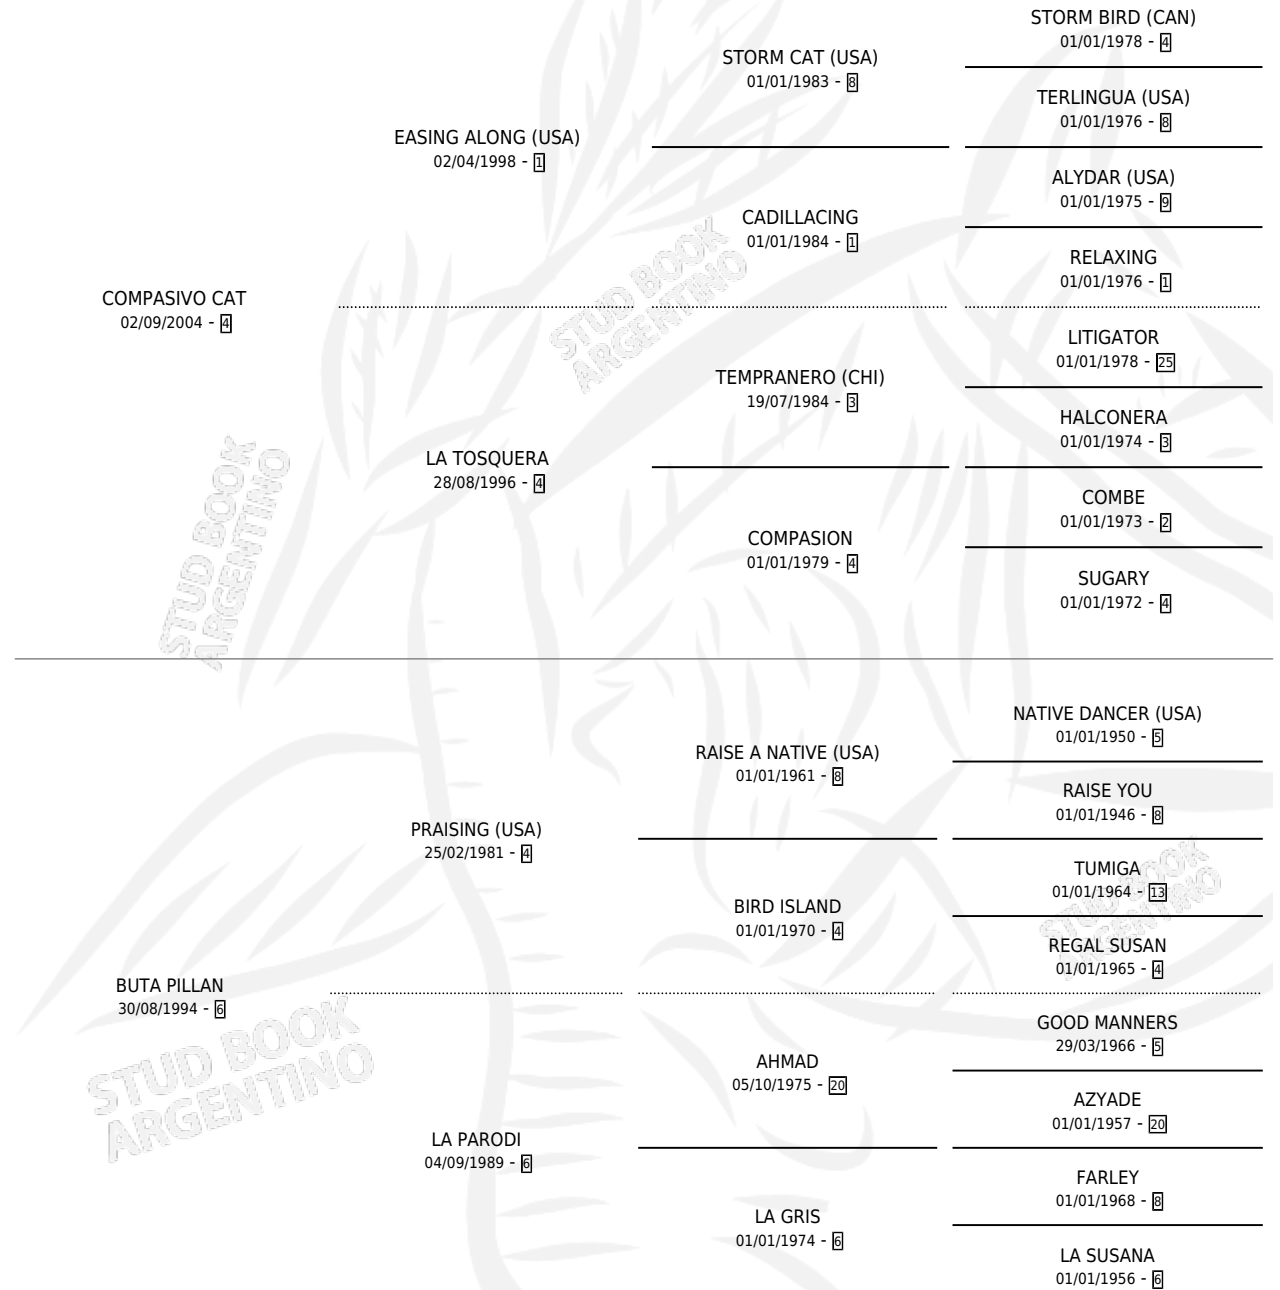 STORM BIRD (CAN)
01/01/1978 - 4
STORM CAT (USA)
01/01/1983 - 8
TERLINGUA (USA)
01/01/1976 - 8
EASING ALONG (USA)
02/04/1998 - 1
ALYDAR (USA)
01/01/1975 - 9
CADILLACING
01/01/1984 - 1
RELAXING
01/01/1976 - 1
COMPASIVO CAT
02/09/2004 - 4
LITIGATOR
01/01/1978 - 25
TEMPRANERO (CHI)
19/07/1984 - 3
HALCONERA
01/01/1974 - 3
LA TOSQUERA
28/08/1996 - 4
COMBE
01/01/1973 - 2
COMPASION
01/01/1979 - 4
SUGARY
01/01/1972 - 4
NATIVE DANCER (USA)
01/01/1950 - 5
RAISE A NATIVE (USA)
01/01/1961 - 8
RAISE YOU
01/01/1946 - 8
PRAISING (USA)
25/02/1981 - 4
TUMIGA
01/01/1964 - 13
BIRD ISLAND
01/01/1970 - 4
REGAL SUSAN
01/01/1965 - 4
BUTA PILLAN
30/08/1994 - 6
GOOD MANNERS
29/03/1966 - 5
AHMAD
05/10/1975 - 20
AZYADE
01/01/1957 - 20
LA PARODI
04/09/1989 - 6
FARLEY
01/01/1968 - 8
LA GRIS
01/01/1974 - 6
LA SUSANA
01/01/1956 - 6
STUD BOOK
ARGENTINO
STUD BOOK
ARGENTINO
STUD BOOK
ARGENTINO
STUD BOOK
ARGENTINO